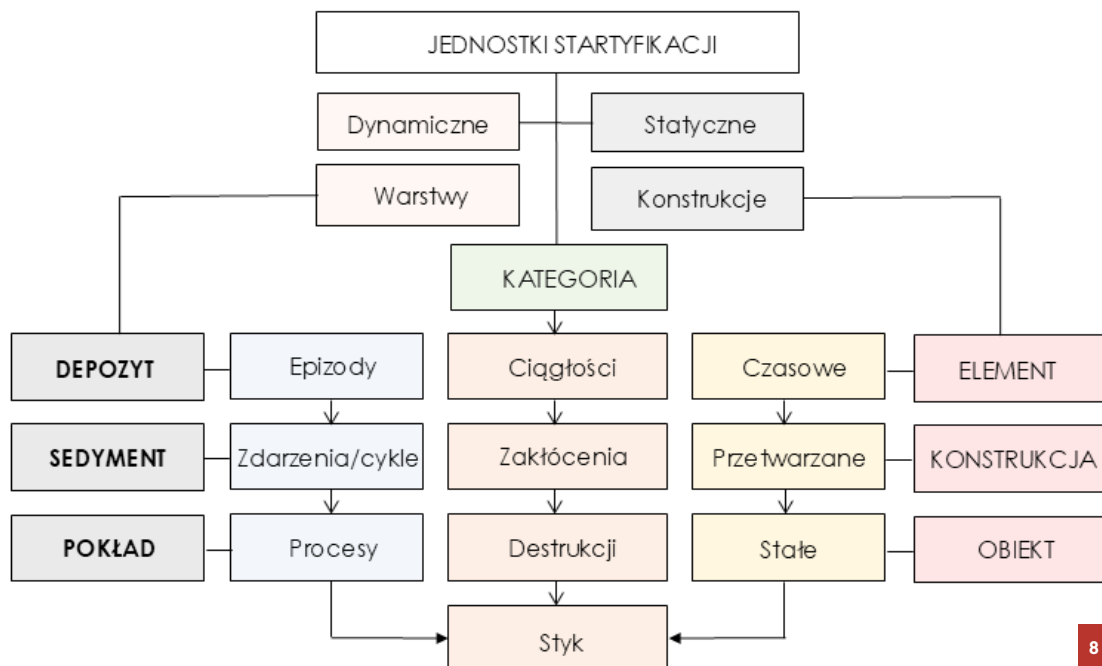 JEDNOSTKI STARTYFIKACJI
Dynamiczne
Statyczne
Warstwy
Konstrukcje
KATEGORIA
DEPOZYT
Epizody
Ciągłości
Czasowe
ELEMENT
SEDYMENT
Zdarzenia/cykle
Zakłócenia
Przetwarzane
KONSTRUKCJA
POKŁAD
Procesy
Destrukcji
Stałe
OBIEKT
Styk
8